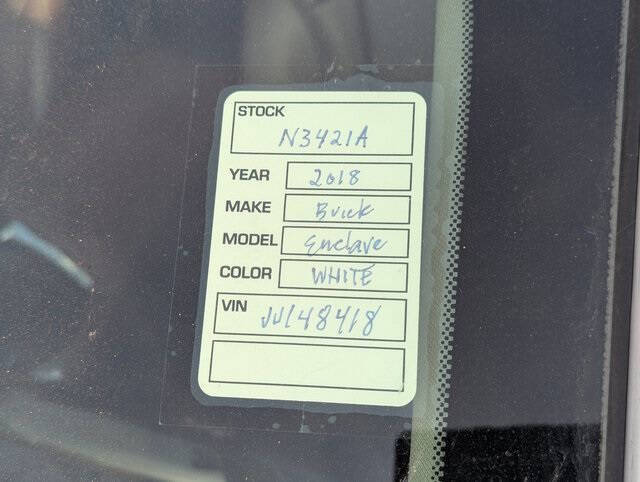 STOCK
N3421A
YEAR 2018
MAKE Buick
MODEL Enclave
COLOR WHITE
VIN JJ148418